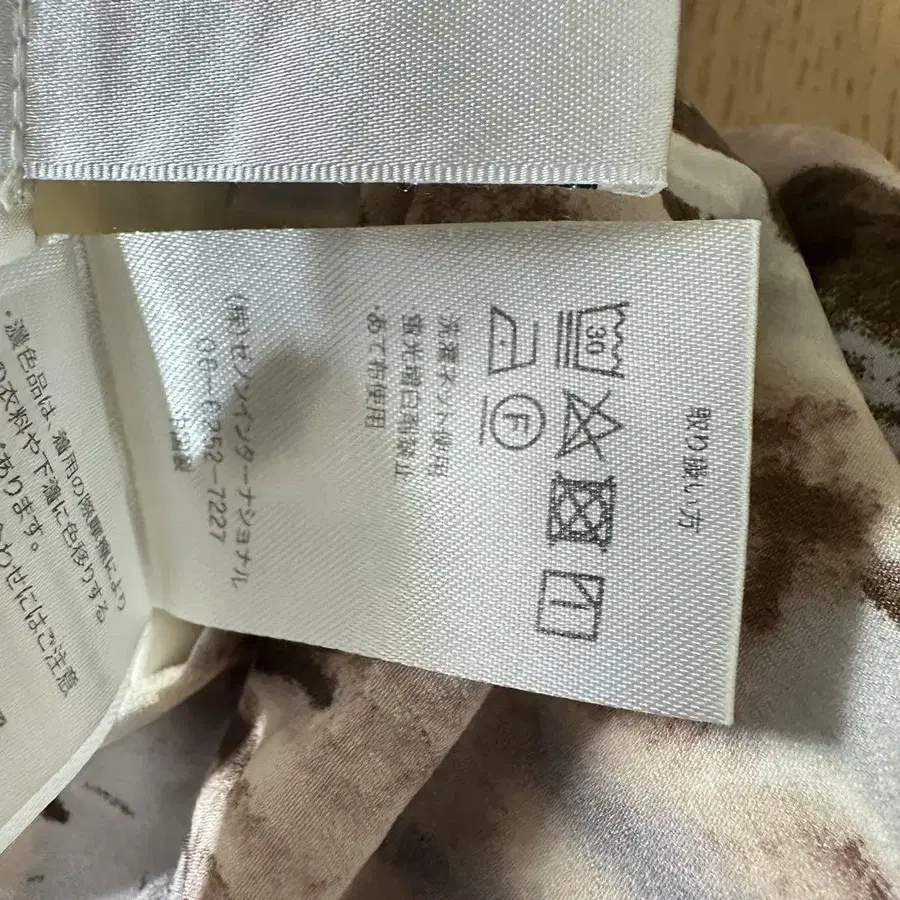 取り扱い方
30
F
洗濯ネット使用
蛍光増白剤禁止
あて布使用
(株)ゼンインターナショナル
06-6252-7227
中国製
・濃色品は、着用の摩擦等により
の衣料や下着に色移りする
あります。
わせにはご注意